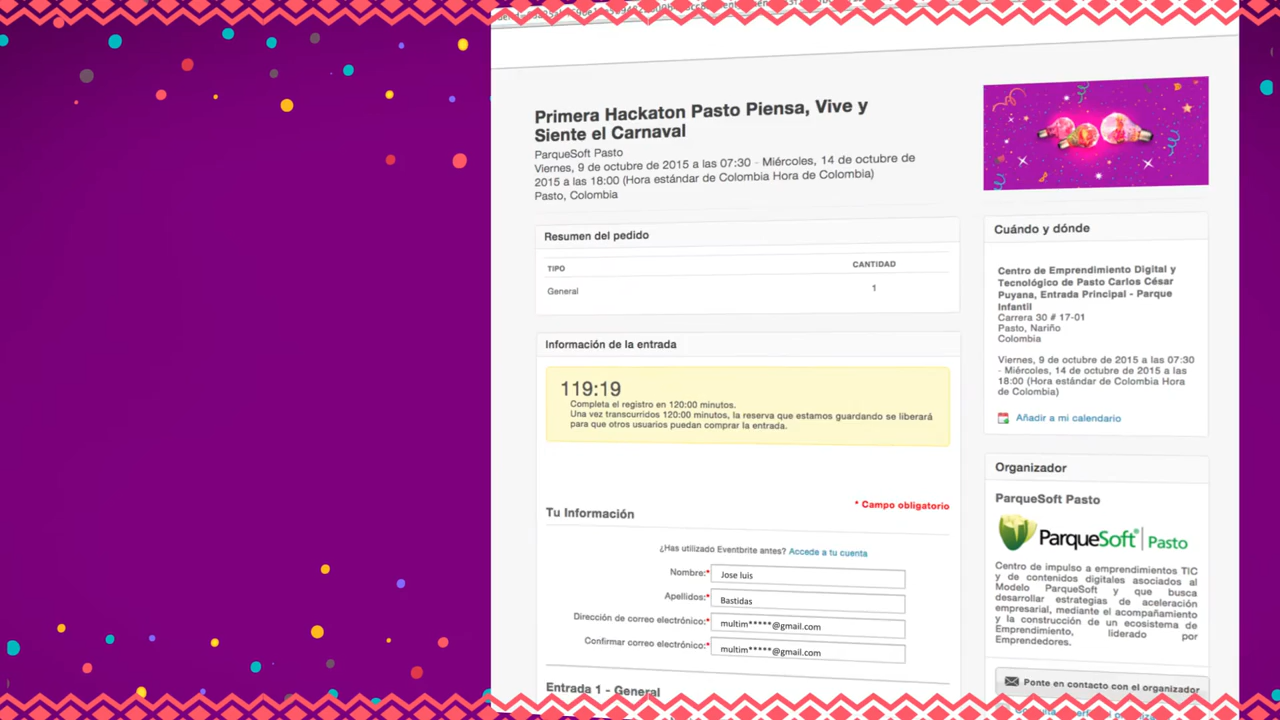 Primera Hackaton Pasto Piensa, Vive y
Siente el Carnaval
ParqueSoft Pasto
Viernes, 9 de octubre de 2015 a las 07:30 - Miércoles, 14 de octubre de
2015 a las 18:00 (Hora estándar de Colombia Hora de Colombia)
Pasto, Colombia
Resumen del pedido
TIPO CANTIDAD
General 1
Información de la entrada
119:19
Completa el registro en 120:00 minutos.
Una vez transcurridos 120:00 minutos, la reserva que estamos guardando se liberará
para que otros usuarios puedan comprar la entrada.
* Campo obligatorio
Tu Información
¿Has utilizado Eventbrite antes? Accede a tu cuenta
Nombre:* Jose luis
Apellidos:* Bastidas
Dirección de correo electrónico:* multim*****@gmail.com
Confirmar correo electrónico:* multim*****@gmail.com
Entrada 1 - General
Cuándo y dónde
Centro de Emprendimiento Digital y
Tecnológico de Pasto Carlos César
Puyana, Entrada Principal - Parque
Infantil
Carrera 30 # 17-01
Pasto, Nariño
Colombia
Viernes, 9 de octubre de 2015 a las 07:30
- Miércoles, 14 de octubre de 2015 a las
18:00 (Hora estándar de Colombia Hora
de Colombia)
Añadir a mi calendario
Organizador
ParqueSoft Pasto
ParqueSoft® Pasto
Centro de impulso a emprendimientos TIC
y de contenidos digitales asociados al
Modelo ParqueSoft y que busca
desarrollar estrategias de aceleración
empresarial, mediante el acompañamiento
y la construcción de un ecosistema de
Emprendimiento, liderado por
Emprendedores.
Ponte en contacto con el organizador